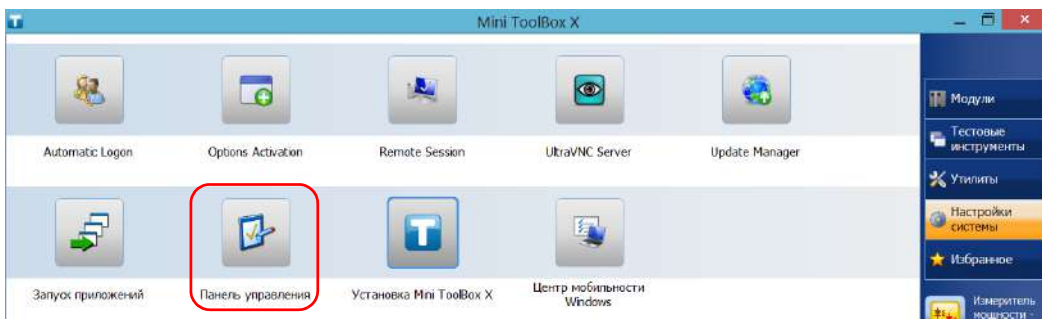 Mini ToolBox X
Automatic Logon
Options Activation
Remote Session
UltraVNC Server
Update Manager
Запуск приложений
Панель управления
Установка Mini ToolBox X
Центр мобильности
Windows
Модули
Тестовые
инструменты
Утилиты
Настройки
системы
Избранное
Измеритель
мощности -